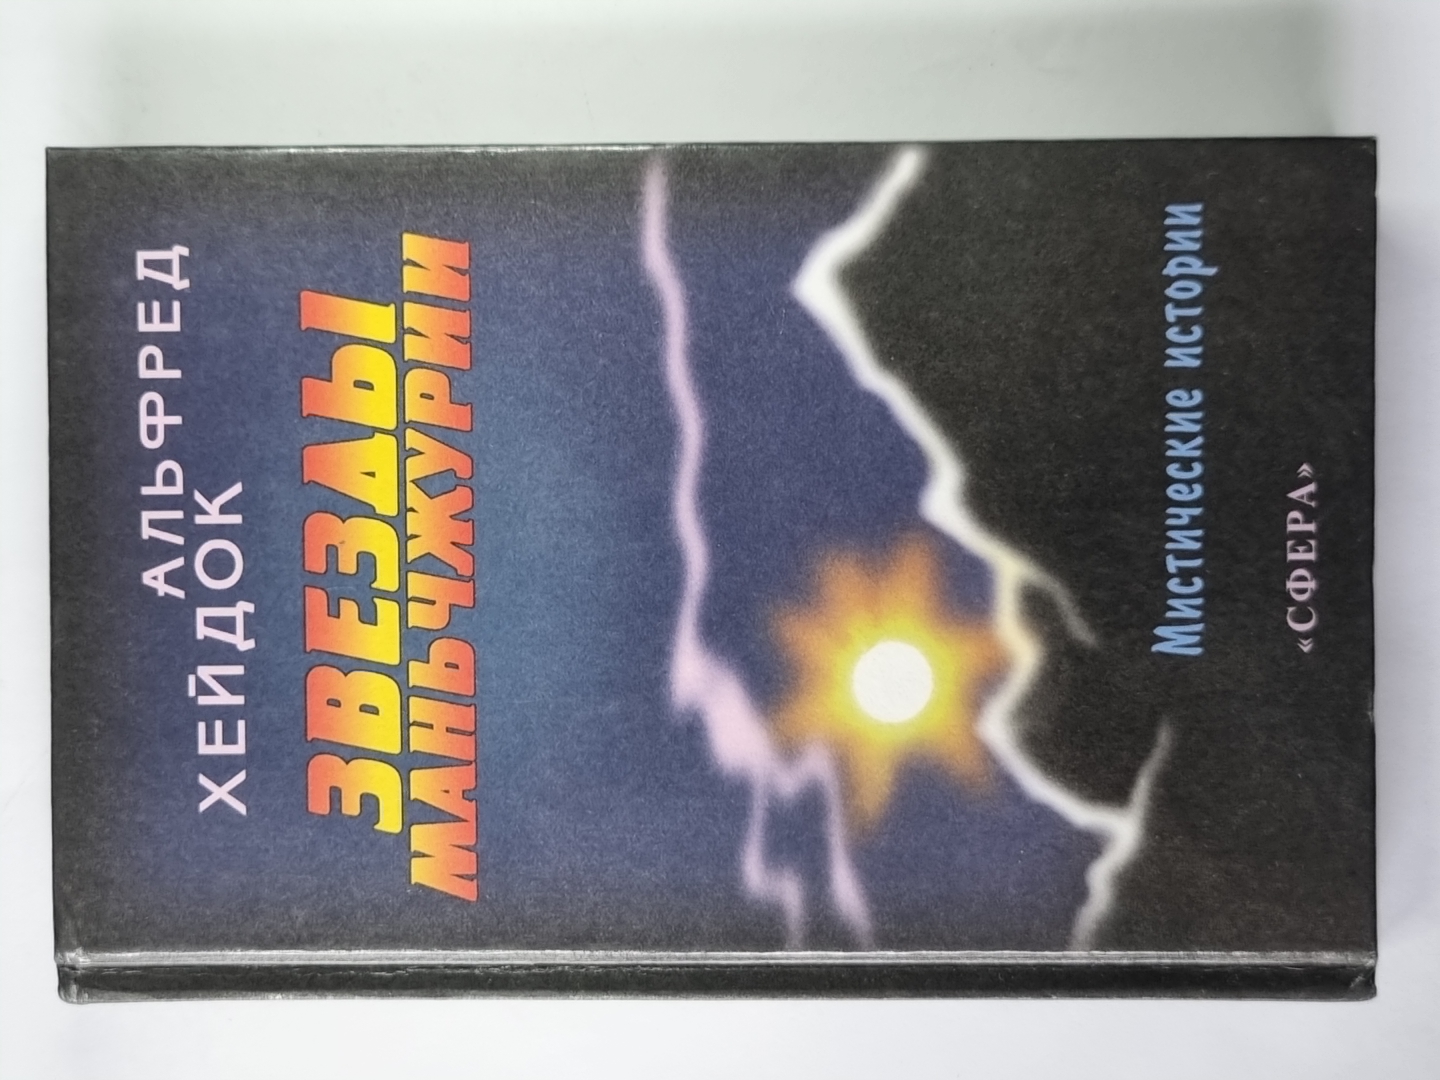 АЛЬФРЕД
ХЕЙДОК
ЗВЕЗДЫ
МАНЬЧЖУРИИ
Мистические истории
«СФЕРА»